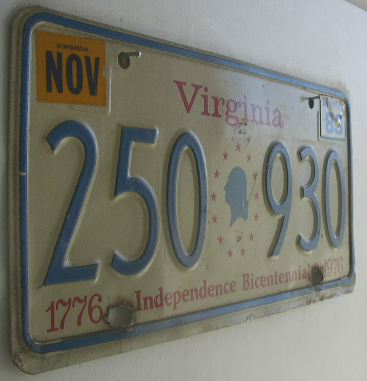 VIRGINIA
NOV
Virginia
83
250 930
1776 Independence Bicentennial 1976